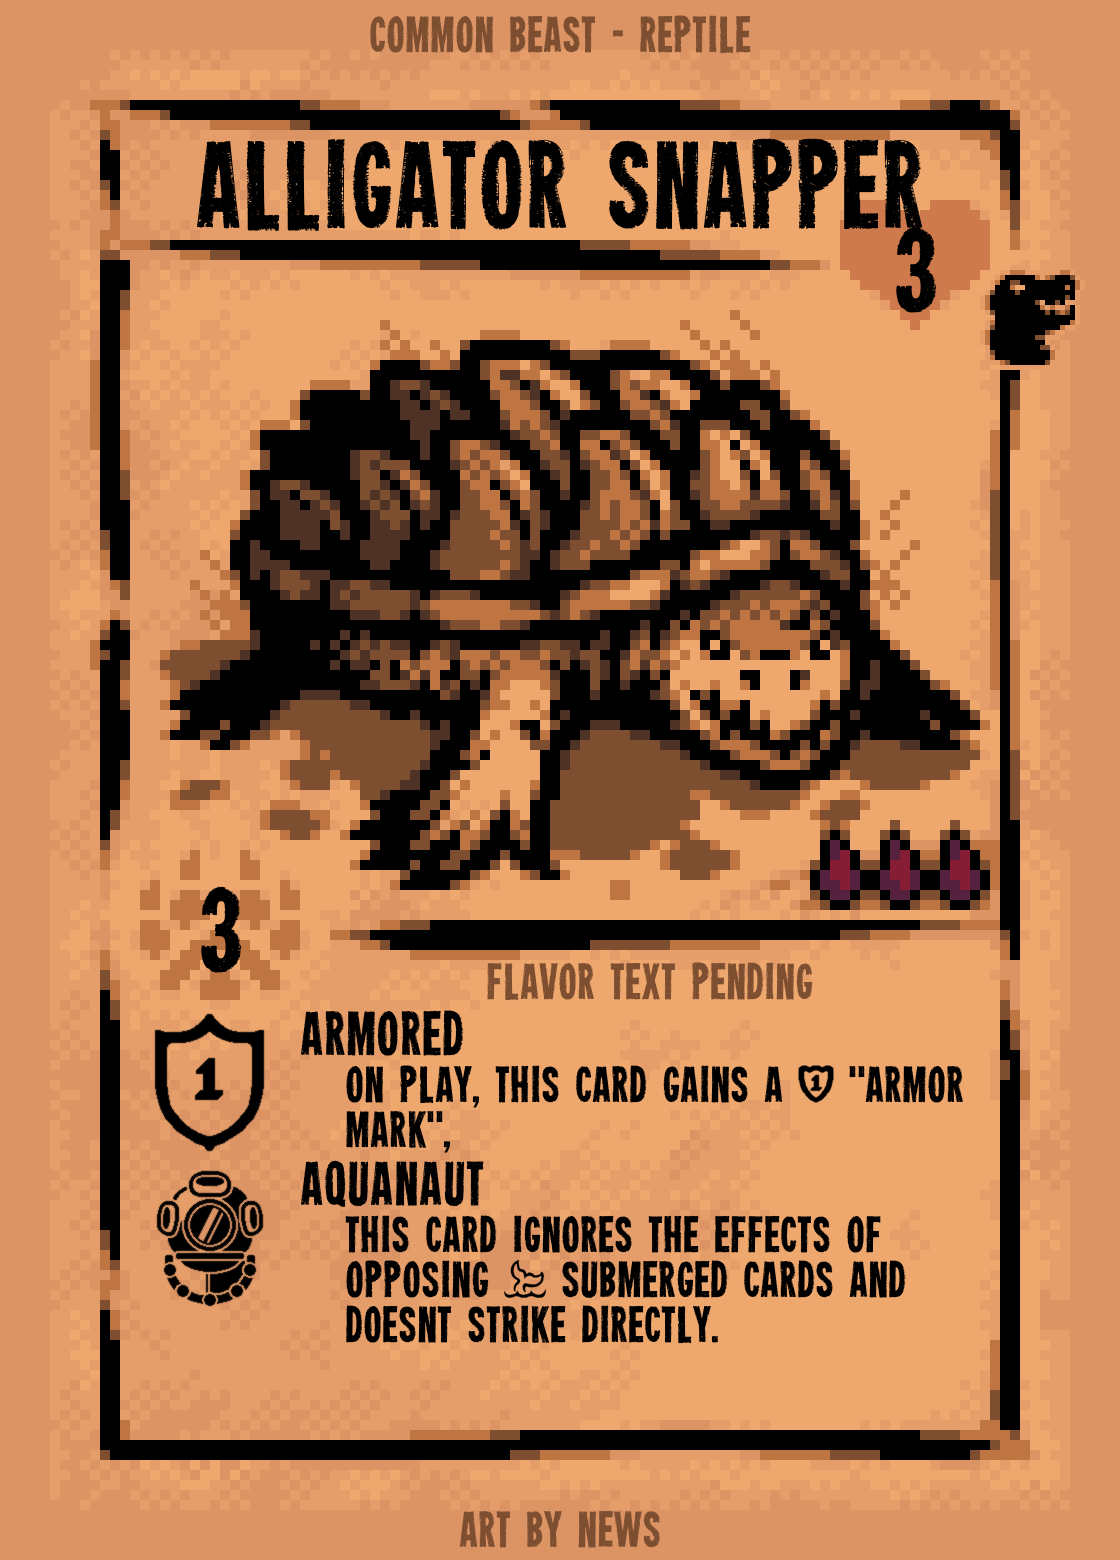 COMMON BEAST - REPTILE
ALLIGATOR SNAPPER
3
3
FLAVOR TEXT PENDING
ARMORED
1
ON PLAY, THIS CARD GAINS A 1 "ARMOR
MARK",
AQUANAUT
THIS CARD IGNORES THE EFFECTS OF
OPPOSING SUBMERGED CARDS AND
DOESNT STRIKE DIRECTLY.
ART BY NEWS